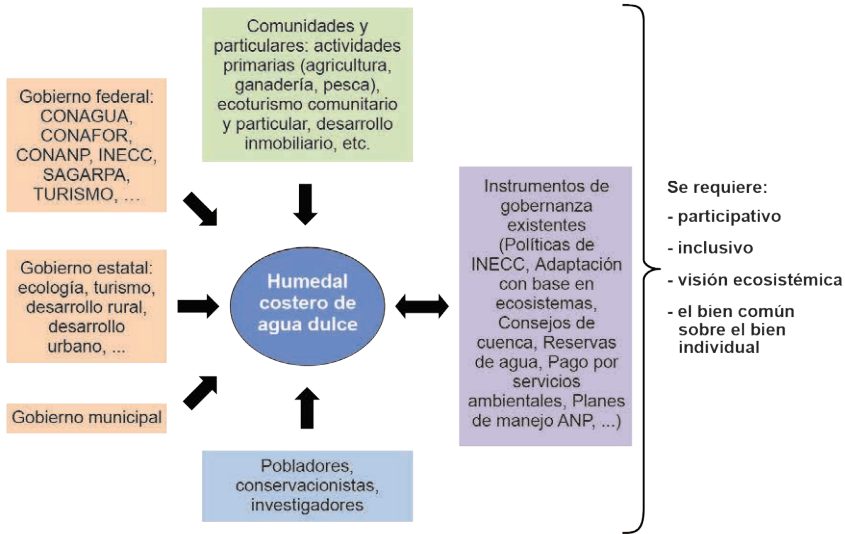 Comunidades y
particulares: actividades
primarias (agricultura,
ganadería, pesca),
ecoturismo comunitario
y particular, desarrollo
inmobiliario, etc.
Gobierno federal:
CONAGUA,
CONAFOR,
CONANP, INECC,
SAGARPA,
TURISMO, ...
Gobierno estatal:
ecología, turismo,
desarrollo rural,
desarrollo
urbano, ...
Gobierno municipal
Humedal
costero de
agua dulce
Pobladores,
conservacionistas,
investigadores
Instrumentos de
gobernanza
existentes
(Políticas de
INECC, Adaptación
con base en
ecosistemas,
Consejos de
cuenca, Reservas
de agua, Pago por
servicios
ambientales, Planes
de manejo ANP, ...)
Se requiere:
- participativo
- inclusivo
- visión ecosistémica
- el bien común
sobre el bien
individual